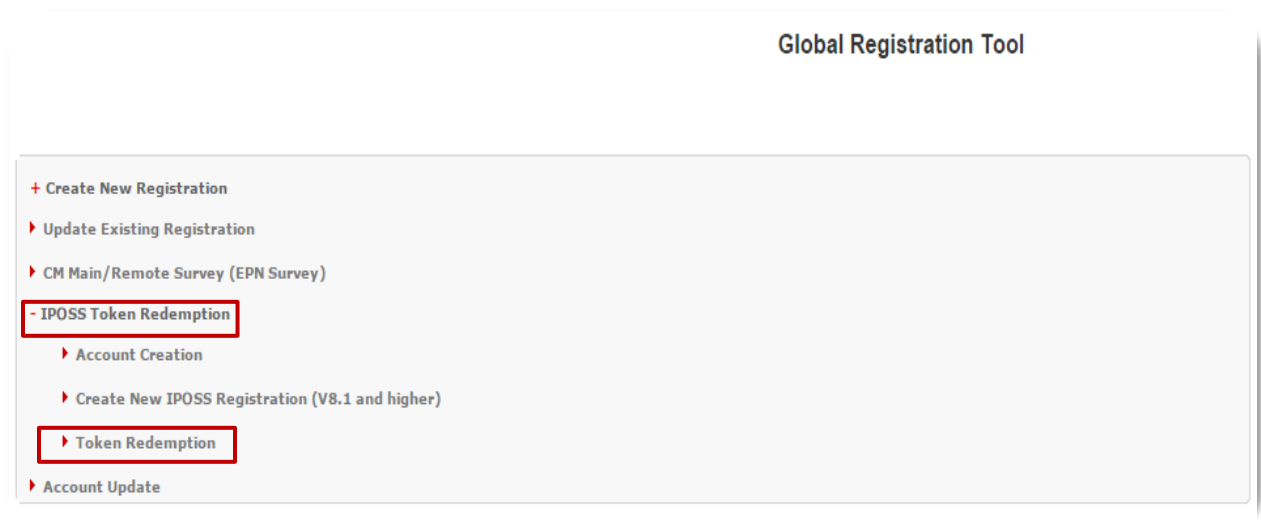 Global Registration Tool
+ Create New Registration
Update Existing Registration
CM Main/Remote Survey (EPN Survey)
- IPOSS Token Redemption
Account Creation
Create New IPOSS Registration (V8.1 and higher)
Token Redemption
Account Update